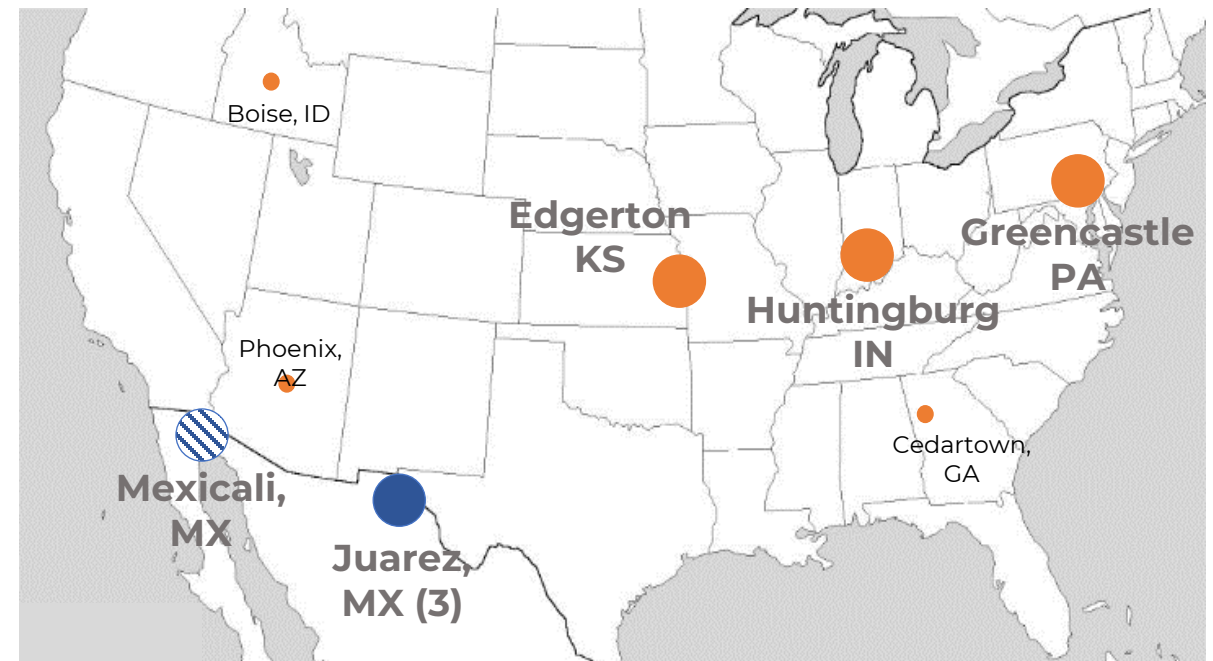 Boise, ID
Edgerton
KS
Greencastle
PA
Huntingburg
IN
Phoenix,
AZ
Cedartown,
GA
Mexicali,
MX
Juarez,
MX (3)